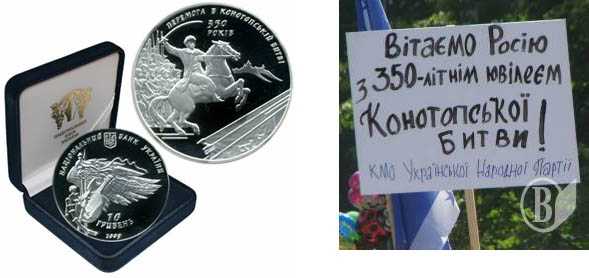 ПЕРЕМОГА В КОНОТОПСЬКІЙ БИТВІ
350
РОКІВ
НАЦІОНАЛЬНИЙ БАНК УКРАЇНИ
10
ГРИВЕНЬ
2009
Вітаємо Росію
з 350-літнім ювілеєм
Конотопської
битви!
КМО Української Народної Партії
В